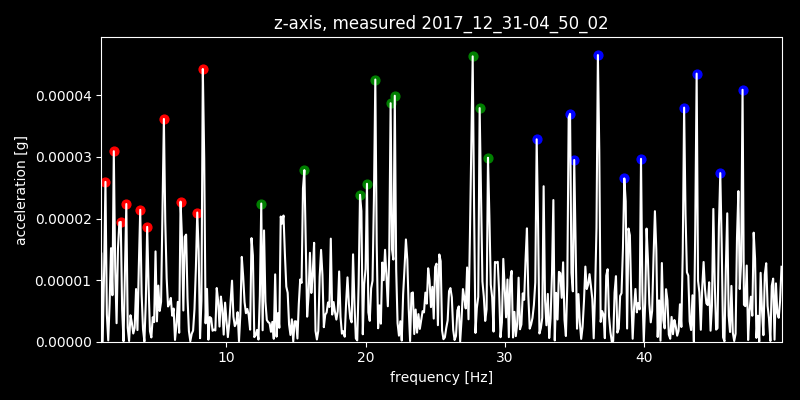 z-axis, measured 2017_12_31-04_50_02
0.00004
0.00003
0.00002
0.00001
0.00000
acceleration [g]
10 20 30 40
frequency [Hz]